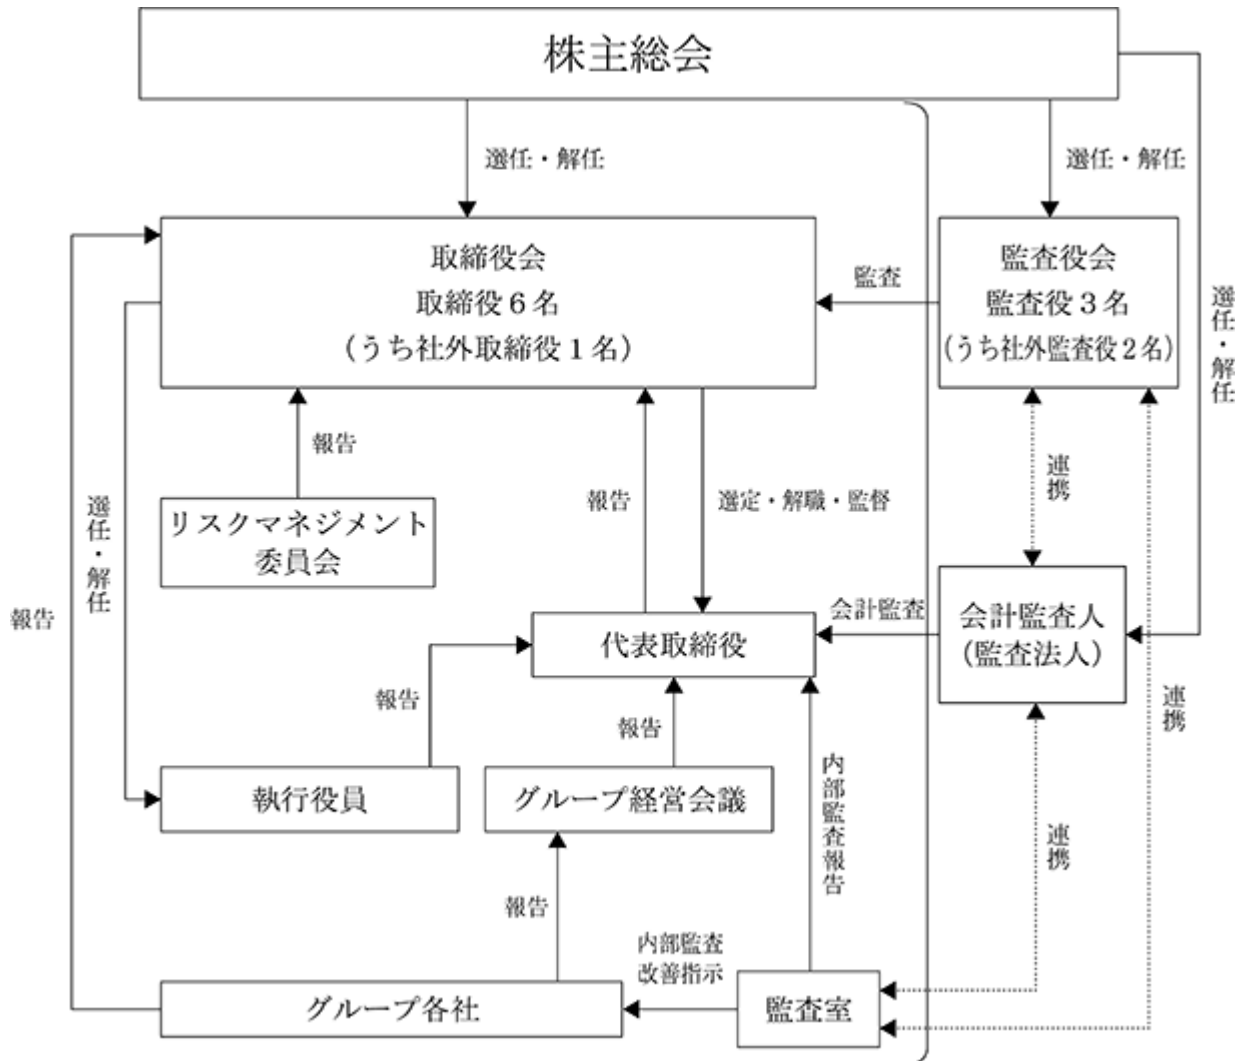 株主総会
選任・解任
選任・解任
選任・解任
取締役会
取締役６名
（うち社外取締役１名）
監査
監査役会
監査役３名
（うち社外監査役２名）
報告
報告
選定・解職・監督
連携
選任・解任
リスクマネジメント
委員会
報告
代表取締役
会計監査
会計監査人
（監査法人）
報告
報告
連携
執行役員
グループ経営会議
内部監査報告
連携
報告
内部監査
改善指示
グループ各社
監査室